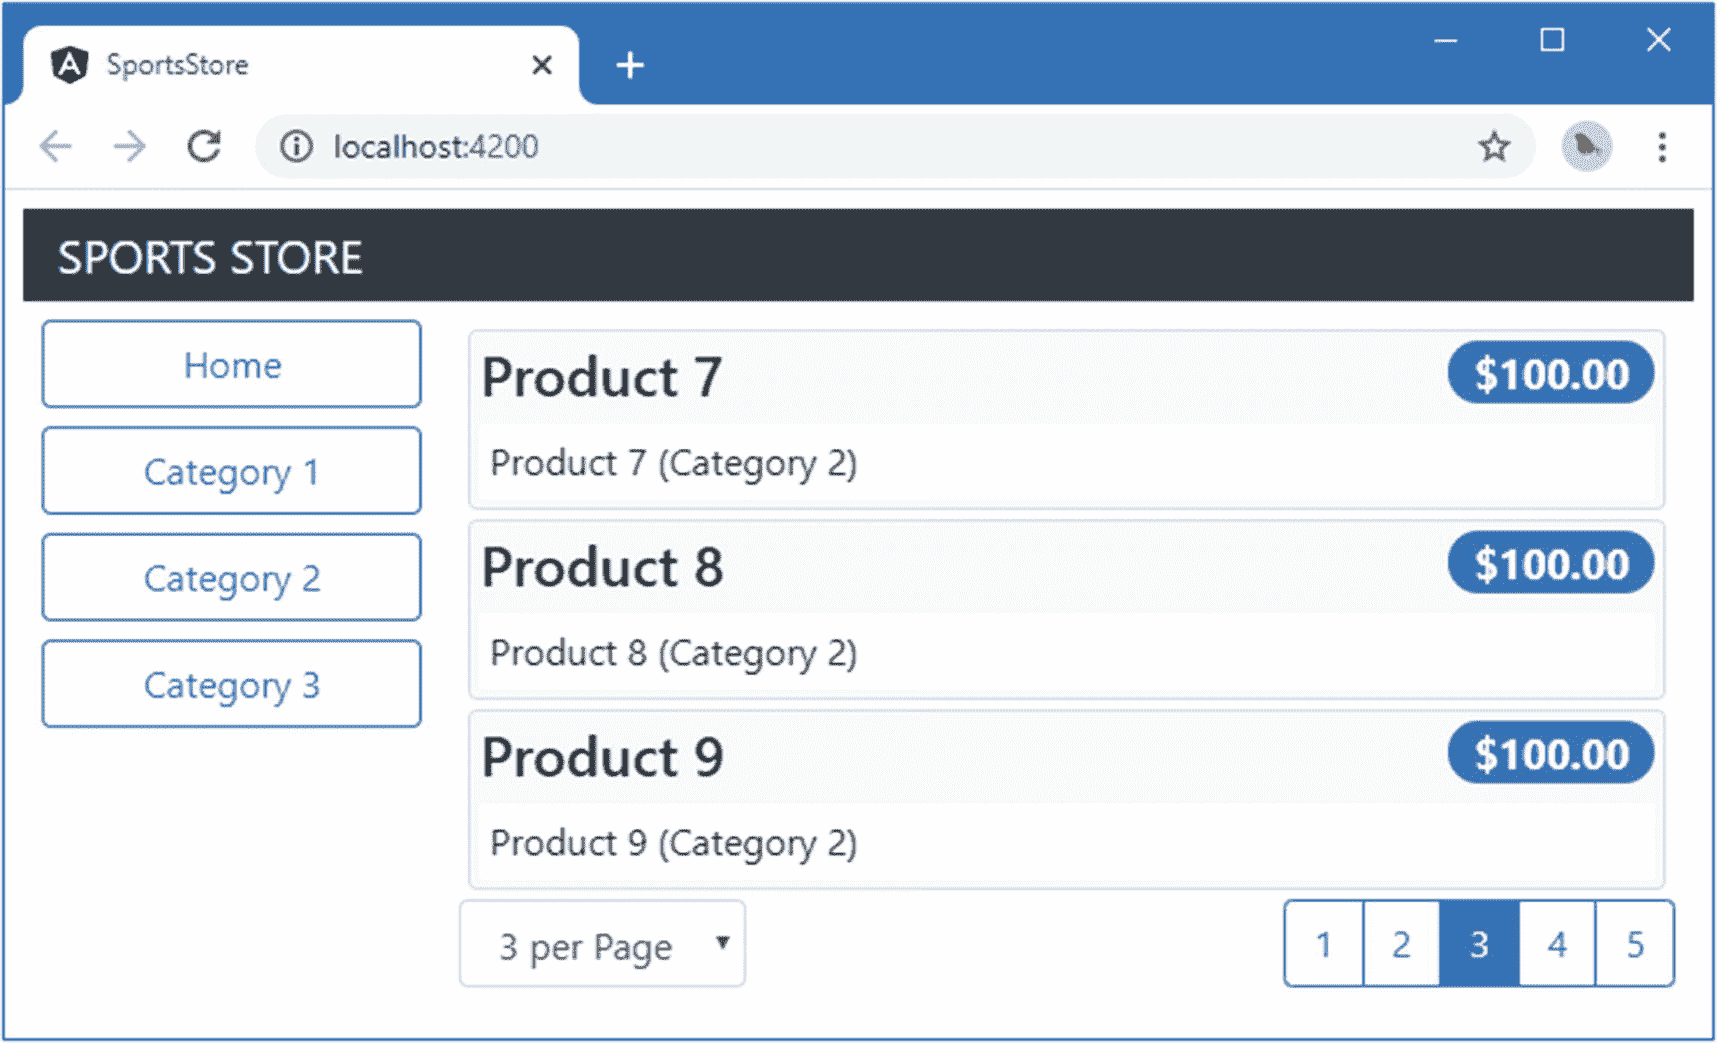 SportsStore
localhost:4200
SPORTS STORE
Home
Category 1
Category 2
Category 3
Product 7 $100.00
Product 7 (Category 2)
Product 8 $100.00
Product 8 (Category 2)
Product 9 $100.00
Product 9 (Category 2)
3 per Page
1 2 3 4 5